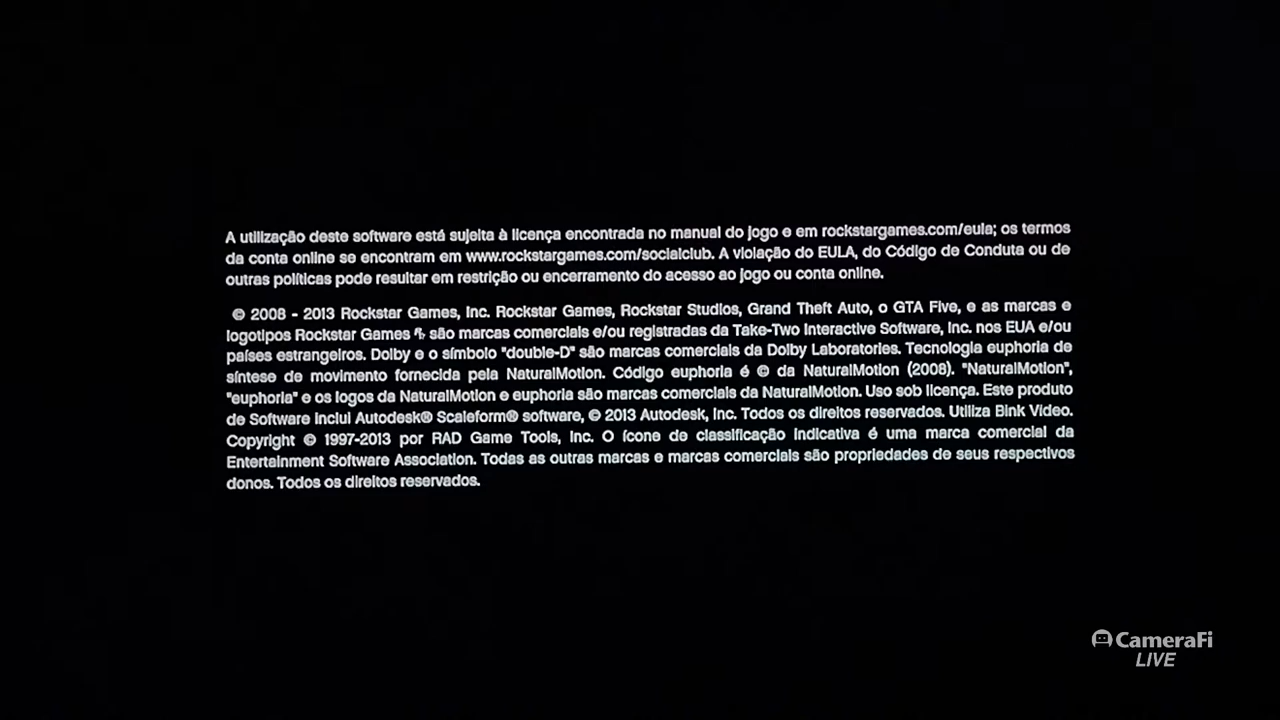 A utilização deste software está sujeita à licença encontrada no manual do jogo e em rockstargames.com/eula; os termos
da conta online se encontram em www.rockstargames.com/socialclub. A violação do EULA, do Código de Conduta ou de
outras políticas pode resultar em restrição ou encerramento do acesso ao jogo ou conta online.
© 2008 - 2013 Rockstar Games, Inc. Rockstar Games, Rockstar Studios, Grand Theft Auto, o GTA Five, e as marcas e
logotipos Rockstar Games são marcas comerciais e/ou registradas da Take-Two Interactive Software, Inc. nos EUA e/ou
países estrangeiros. Dolby e o símbolo "double-D" são marcas comerciais da Dolby Laboratories. Tecnologia euphoria de
síntese de movimento fornecida pela NaturalMotion. Código euphoria é © da NaturalMotion (2008). "NaturalMotion",
"euphoria" e os logos da NaturalMotion e euphoria são marcas comerciais da NaturalMotion. Uso sob licença. Este produto
de Software inclui Autodesk® Scaleform® software, © 2013 Autodesk, Inc. Todos os direitos reservados. Utiliza Bink Video.
Copyright © 1997-2013 por RAD Game Tools, Inc. O ícone de classificação indicativa é uma marca comercial da
Entertainment Software Association. Todas as outras marcas e marcas comerciais são propriedades de seus respectivos
donos. Todos os direitos reservados.
CameraFi
LIVE